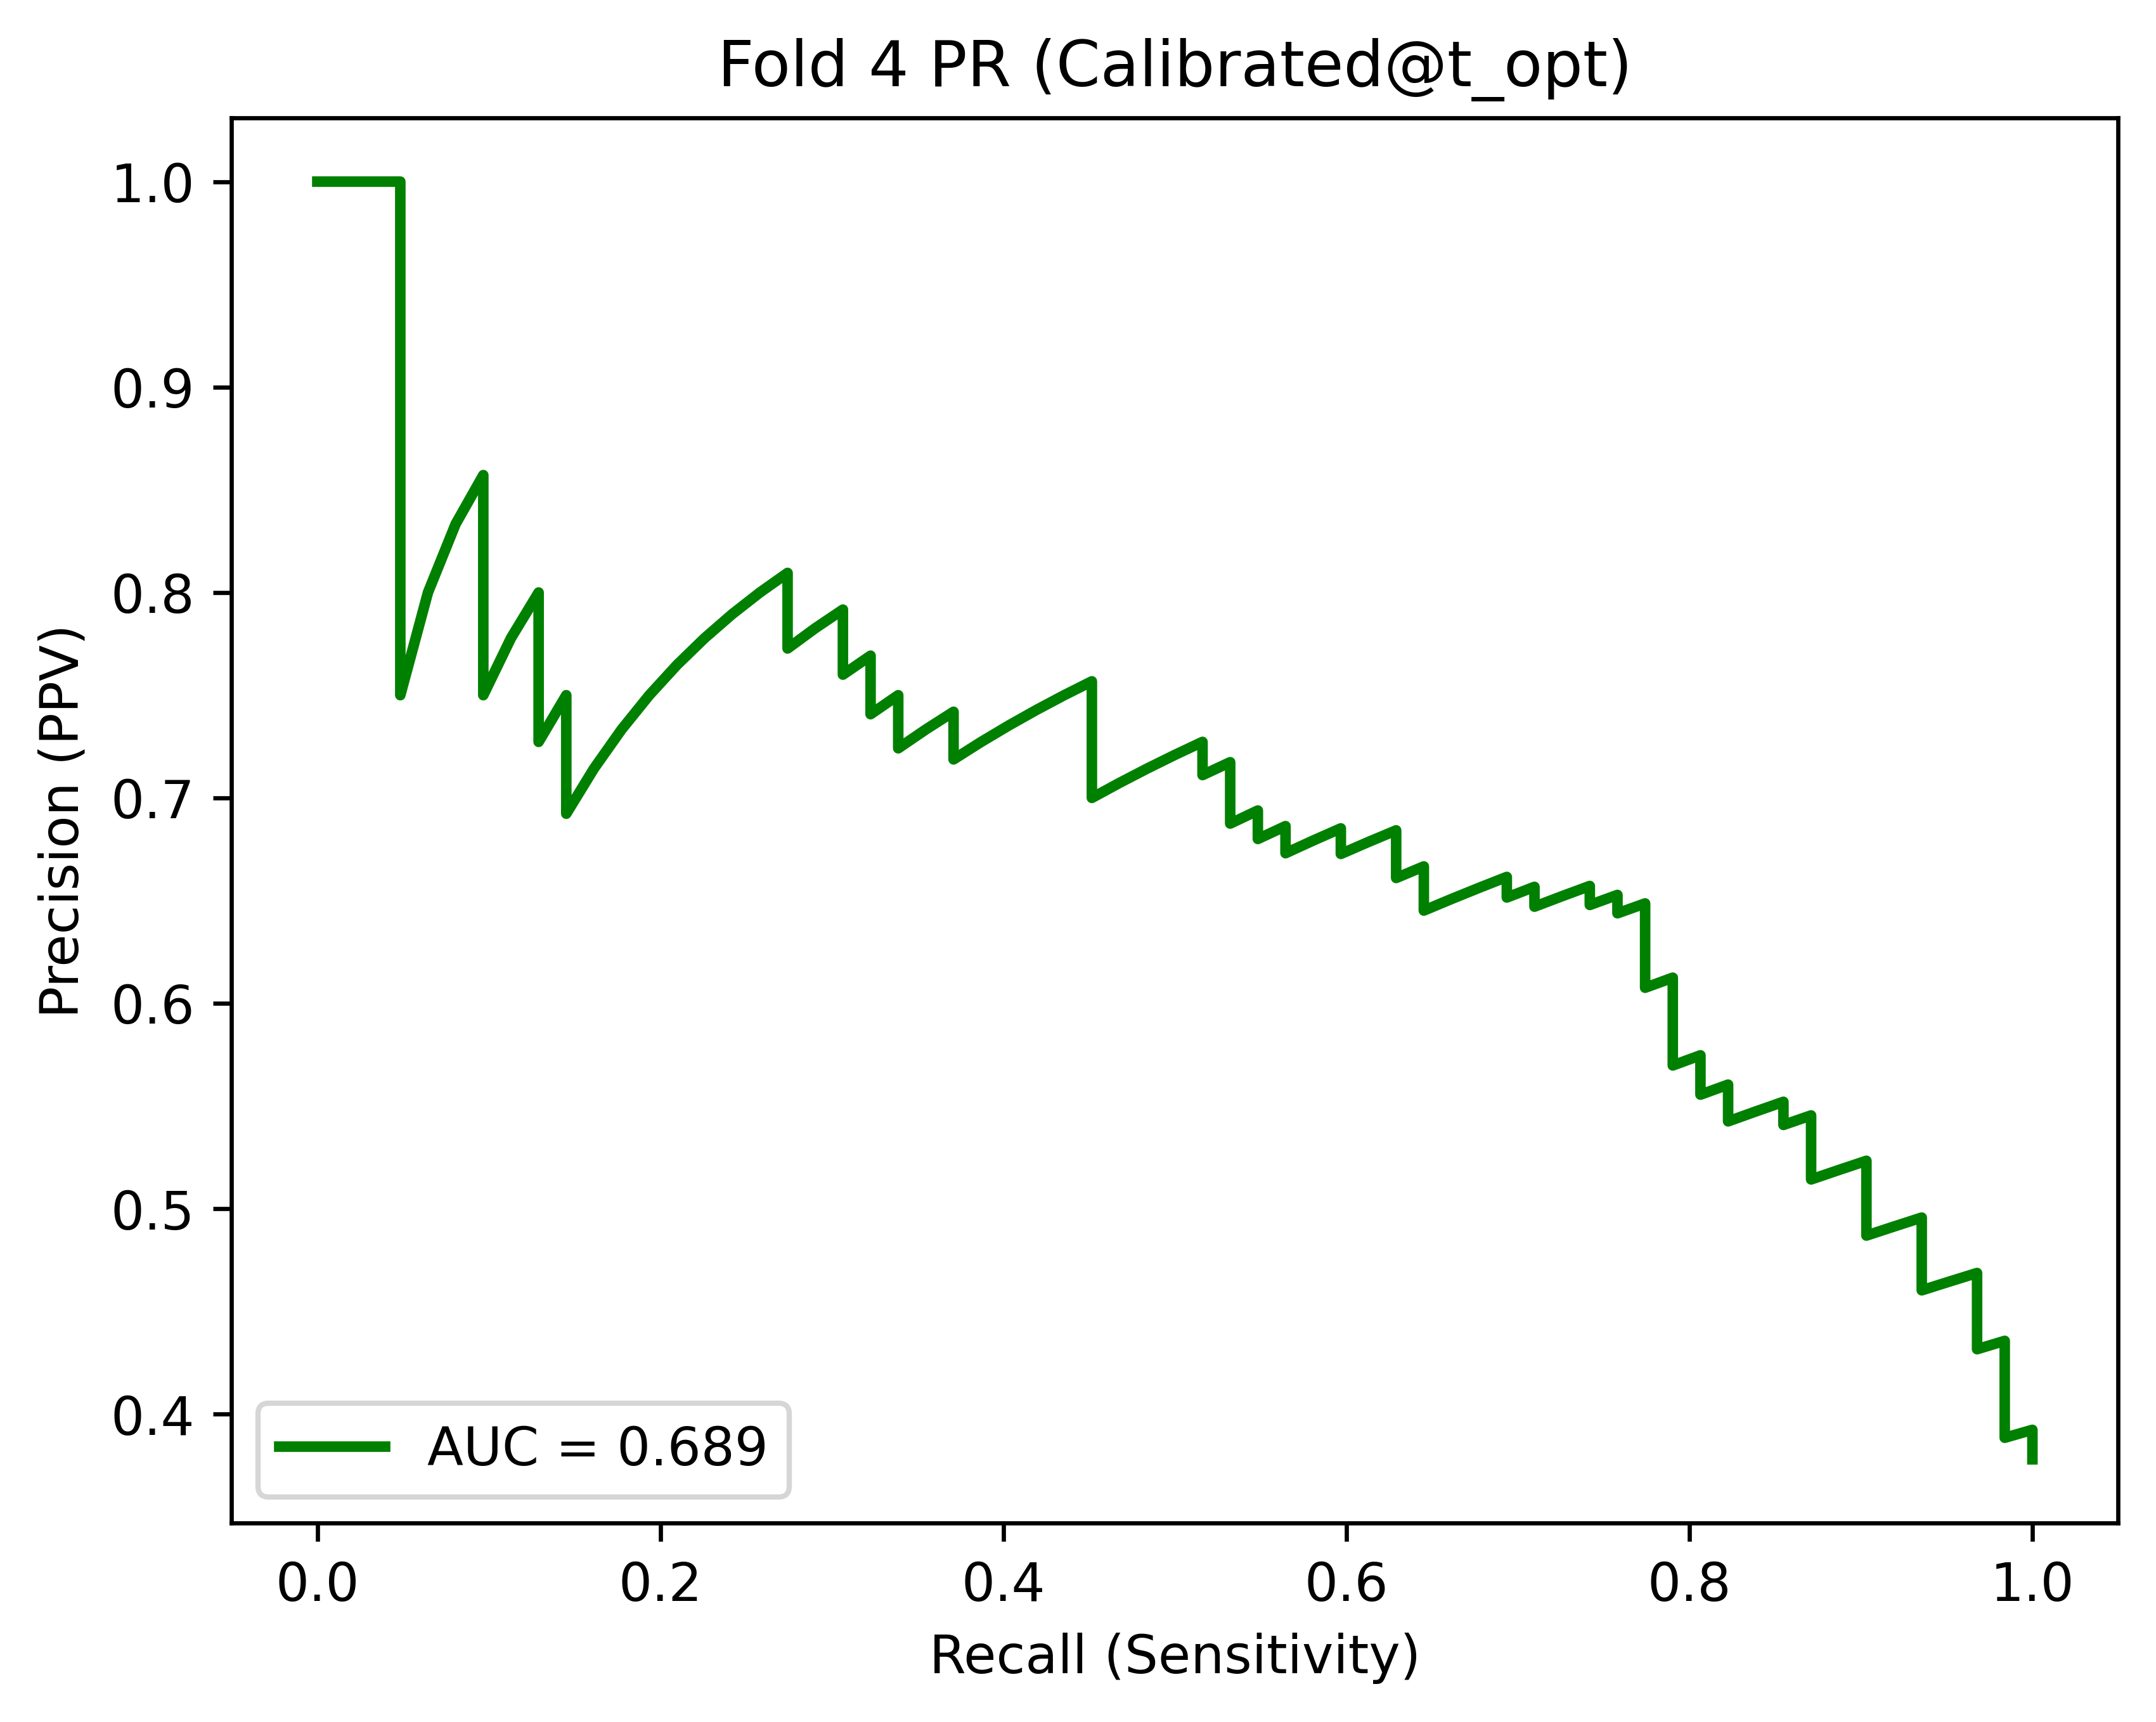 Fold 4 PR (Calibrated@t_opt)
Precision (PPV)
1.0
0.9
0.8
0.7
0.6
0.5
0.4
AUC = 0.689
0.0 0.2 0.4 0.6 0.8 1.0
Recall (Sensitivity)